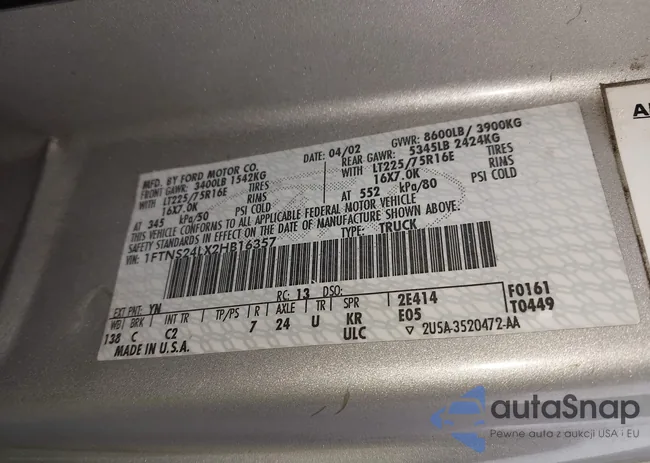 MFD. BY FORD MOTOR CO.
DATE: 04/02
GVWR: 8600LB/ 3900KG
FRONT GAWR: 3400LB 1542KG
REAR GAWR: 5345LB 2424KG
WITH LT225/75R16E TIRES
WITH LT225/75R16E TIRES
16X7.0K RINS
16X7.0K RINS
AT 345 kPa/50 PSI COLD
AT 552 kPa/80 PSI COLD
THIS VEHICLE CONFORMS TO ALL APPLICABLE FEDERAL MOTOR VEHICLE
SAFETY STANDARDS IN EFFECT ON THE DATE OF MANUFACTURE SHOWN ABOVE.
VIN: 1FTNS24LX2HB16357
TYPE: TRUCK
F0161
T0449
EXT PNT: YN RC: 13 DSO:
WB BRK INT TR TP/PS R AXLE TR SPR 2E414
138 C C2 7 24 U KR E05
ULC ▽ 2U5A-3520472-AA
MADE IN U.S.A.
autaSnap
Pewne auta z aukcji USA i EU